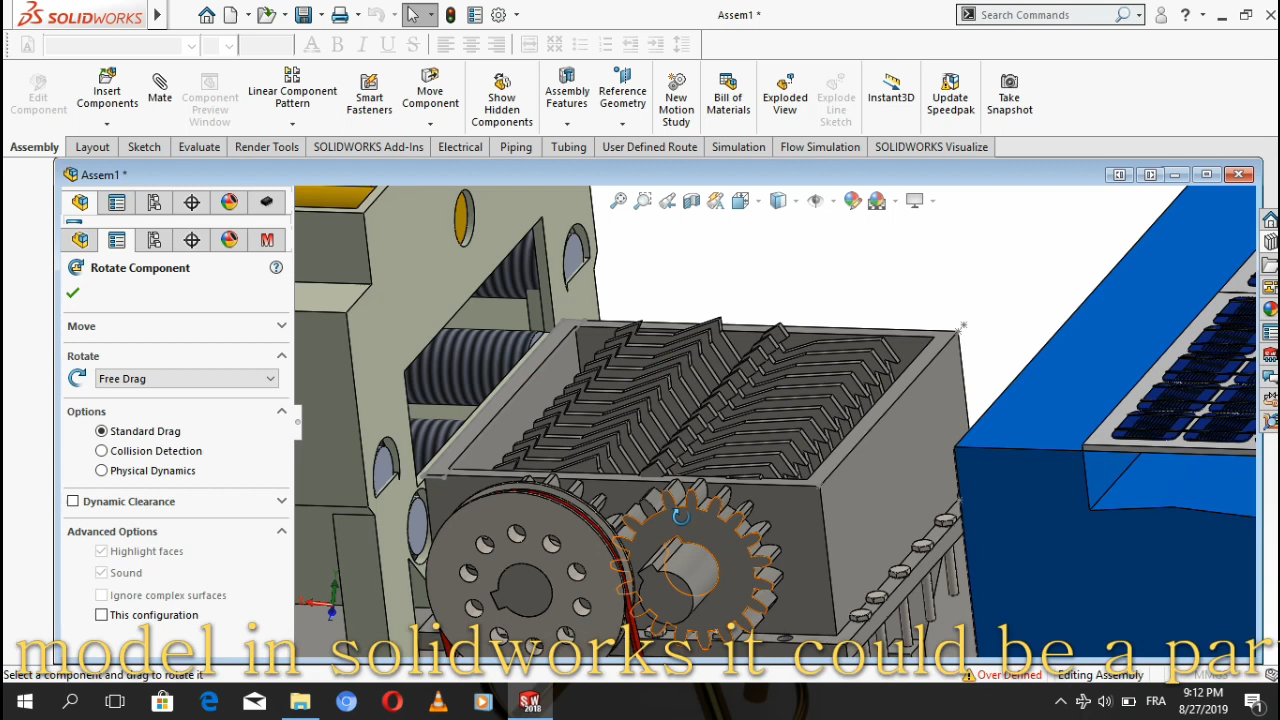 SOLIDWORKS
Assem1 *
Search Commands
Edit Component
Insert Components
Mate
Component Preview Window
Linear Component Pattern
Smart Fasteners
Move Component
Show Hidden Components
Assembly Features
Reference Geometry
New Motion Study
Bill of Materials
Exploded View
Explode Line Sketch
Instant3D
Update Speedpak
Take Snapshot
Assembly Layout Sketch Evaluate Render Tools SOLIDWORKS Add-Ins Electrical Piping Tubing User Defined Route Simulation Flow Simulation SOLIDWORKS Visualize
Assem1 *
Rotate Component
Move
Rotate
Free Drag
Options
Standard Drag
Collision Detection
Physical Dynamics
Dynamic Clearance
Advanced Options
Highlight faces
Sound
Ignore complex surfaces
This configuration
model in solidworks it could be a par
Select a component and drag to rotate it
Over Defined Editing Assembly MMGS
SW 2018
FRA
9:12 PM
8/27/2019
1